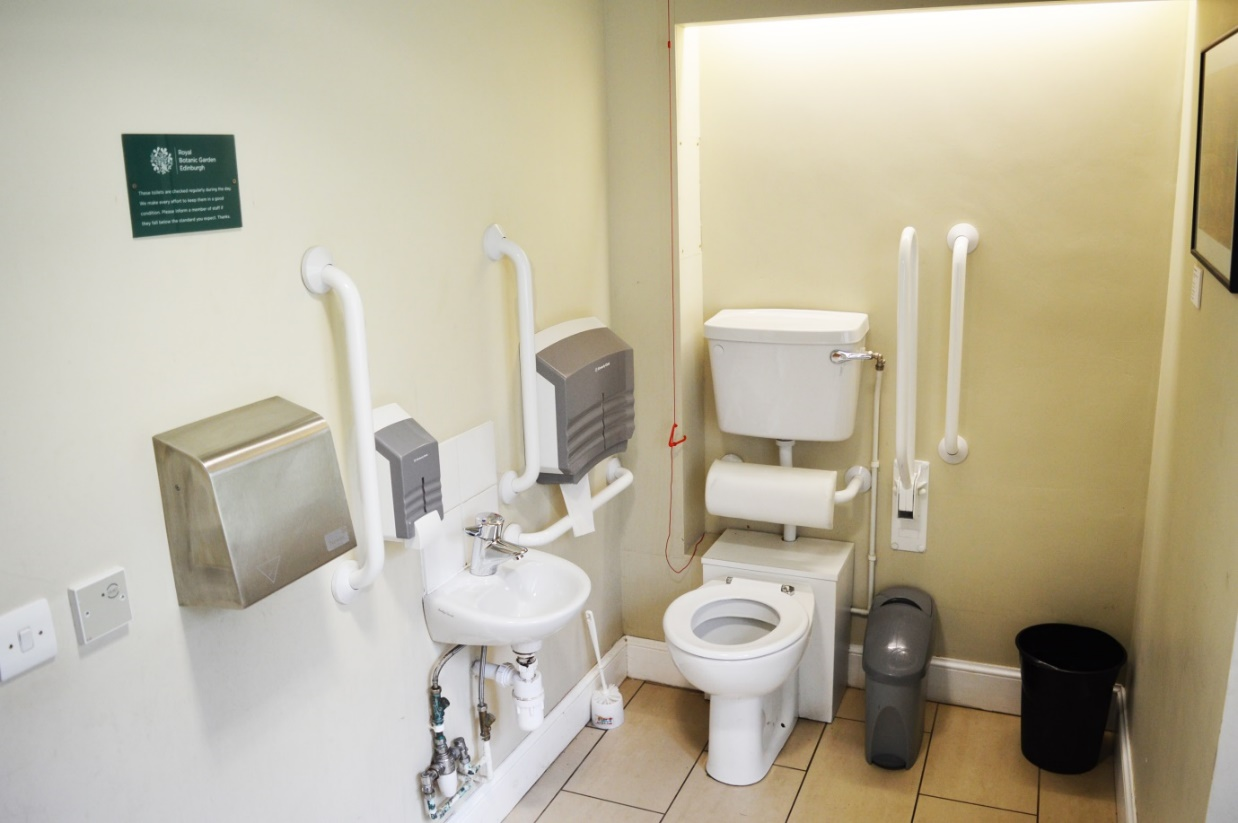 Royal
Botanic Garden
Edinburgh
These toilets are checked regularly during the day.
We make every effort to keep them in a good
condition. Please inform a member of staff if
they fall below the standard you expect. Thanks.